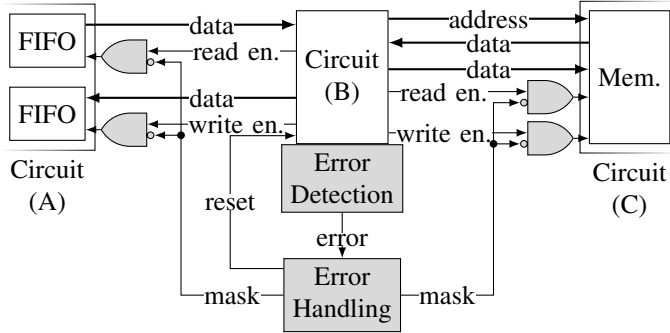 data
address
FIFO
read en.
Circuit
(B)
data
data
Mem.
FIFO
data
read en.
write en.
write en.
Circuit
(A)
Error
Detection
Circuit
(C)
reset
error
mask
Error
Handling
mask